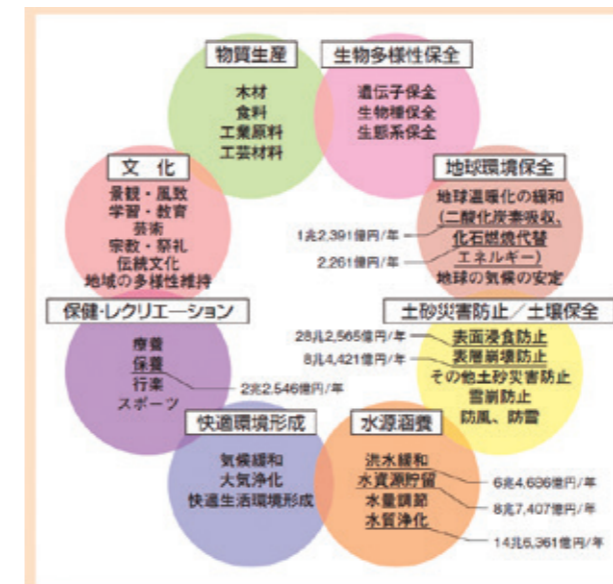 物質生産
木材
食料
工業原料
工芸材料
生物多様性保全
遺伝子保全
生物種保全
生態系保全
文 化
景観・風致
学習・教育
芸術
宗教・祭礼
伝統文化
地域の多様性維持
地球環境保全
地球温暖化の緩和
(二酸化炭素吸収、
化石燃焼代替
エネルギー)
地球の気候の安定
1兆2,391億円/年
2,261億円/年
保健・レクリエーション
療養
保養
行楽
スポーツ
2兆2,546億円/年
土砂災害防止/土壌保全
表面浸食防止
表層崩壊防止
その他土砂災害防止
雪崩防止
防風、防雪
28兆2,565億円/年
8兆4,421億円/年
快適環境形成
気候緩和
大気浄化
快適生活環境形成
水源涵養
洪水緩和
水資源貯留
水量調節
水質浄化
6兆4,686億円/年
8兆7,407億円/年
14兆6,361億円/年